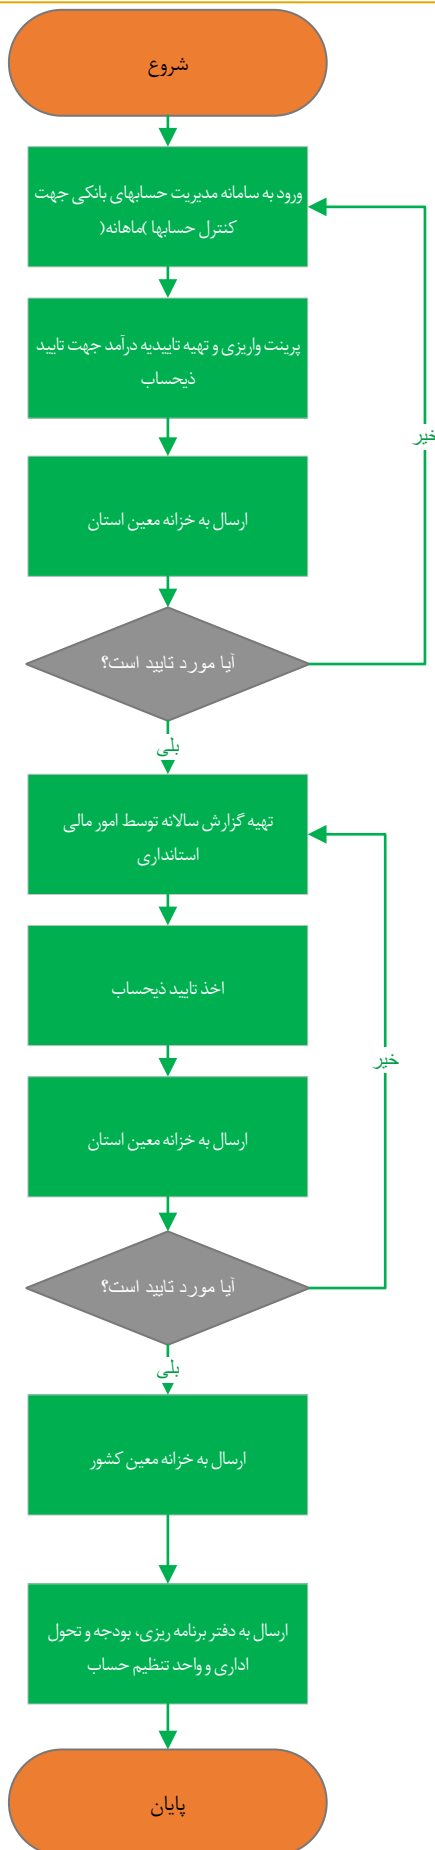 شروع
ورود به سامانه مدیریت حسابهای بانکی جهت
کنترل حسابها )ماهانه(
پرینت واریزی و تهیه تاییدیه درآمد جهت تایید
ذیحساب
خیر
ارسال به خزانه معین استان
آیا مورد تایید است؟
بلی
تهیه گزارش سالانه توسط امور مالی
استانداری
اخذ تایید ذیحساب
خیر
ارسال به خزانه معین استان
آیا مورد تایید است؟
بلی
ارسال به خزانه معین کشور
ارسال به دفتر برنامه ریزی، بودجه و تحول
اداری و واحد تنظیم حساب
پایان